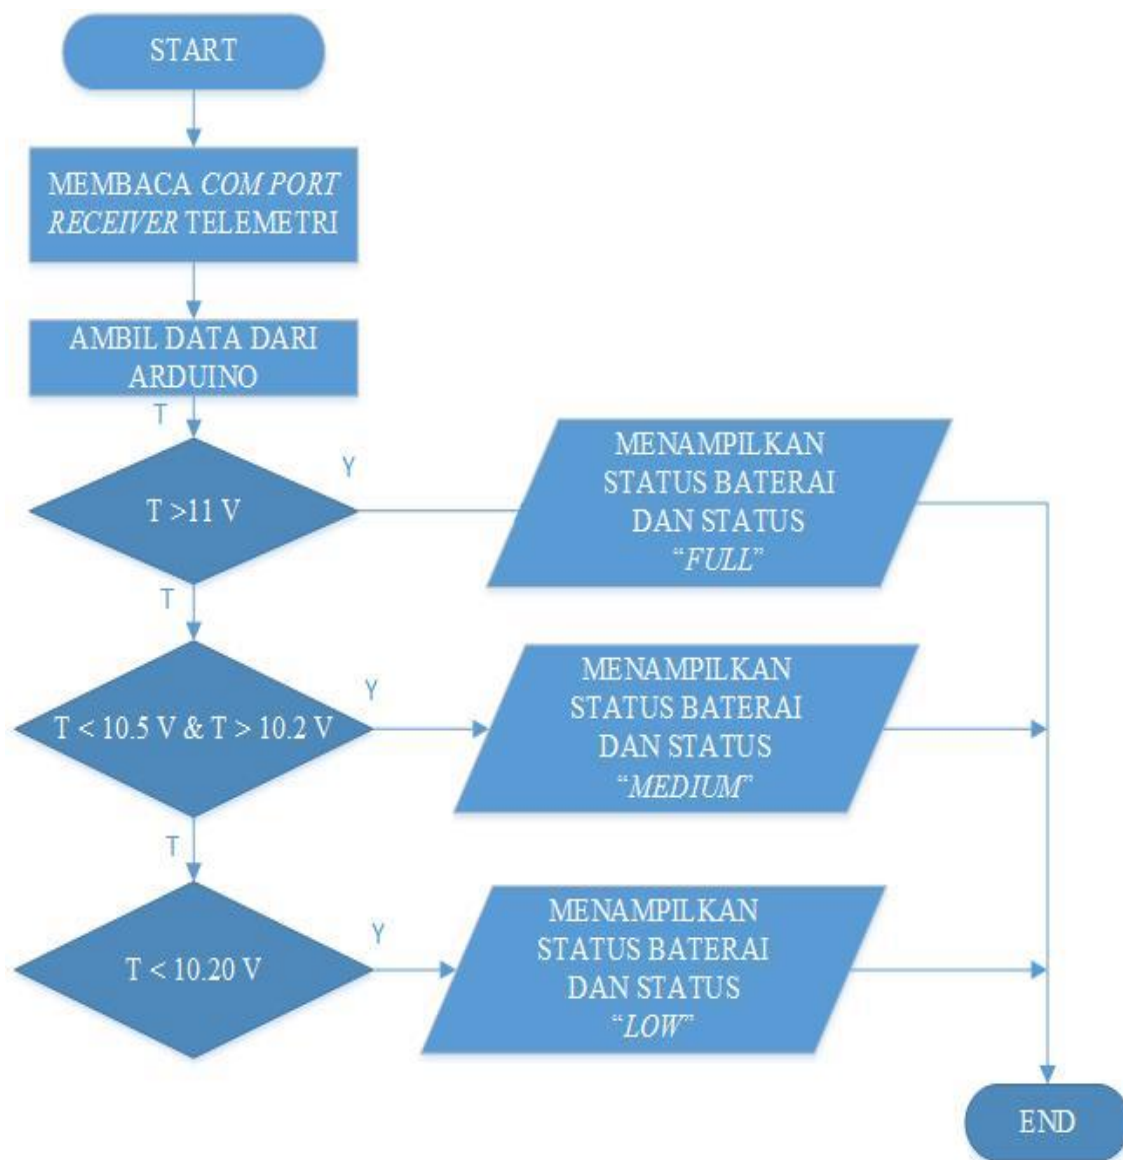 START
MEMBACA COM PORT
RECEIVER TELEMETRI
AMBIL DATA DARI
ARDUINO
T
T >11 V
Y
MENAMPILKAN
STATUS BATERAI
DAN STATUS
“FULL”
T
T < 10.5 V & T > 10.2 V
Y
MENAMPILKAN
STATUS BATERAI
DAN STATUS
“MEDIUM”
T
T < 10.20 V
Y
MENAMPILKAN
STATUS BATERAI
DAN STATUS
“LOW”
END